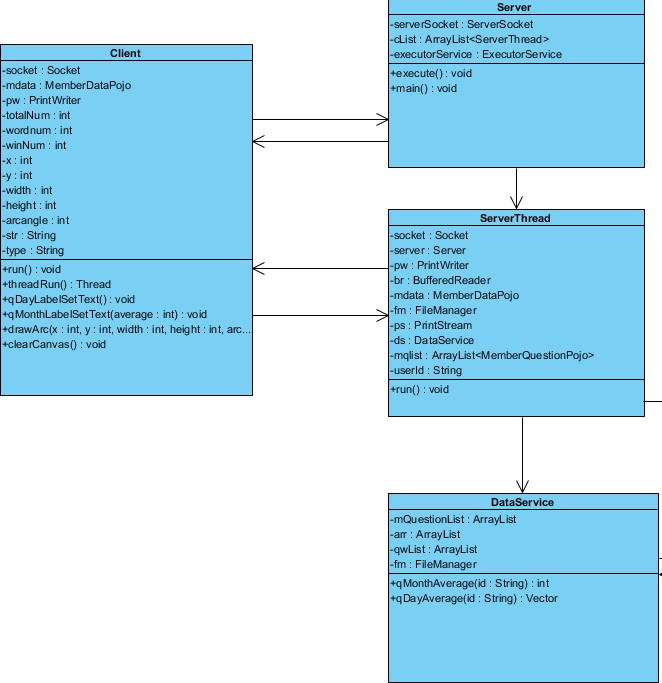 Server
-serverSocket : ServerSocket
-cList : ArrayList<ServerThread>
-executorService : ExecutorService
+execute() : void
+main() : void
Client
-socket : Socket
-mdata : MemberDataPojo
-pw : PrintWriter
-totalNum : int
-wordnum : int
-winNum : int
-x : int
-y : int
-width : int
-height : int
-arcangle : int
-str : String
-type : String
+run() : void
+threadRun() : Thread
+qDayLabelSetText() : void
+qMonthLabelSetText(average : int) : void
+drawArc(x : int, y : int, width : int, height : int, arc...
+clearCanvas() : void
ServerThread
-socket : Socket
-server : Server
-pw : PrintWriter
-br : BufferedReader
-mdata : MemberDataPojo
-fm : FileManager
-ps : PrintStream
-ds : DataService
-mqlist : ArrayList<MemberQuestionPojo>
-userId : String
+run() : void
DataService
-mQuestionList : ArrayList
-arr : ArrayList
-qwList : ArrayList
-fm : FileManager
+qMonthAverage(id : String) : int
+qDayAverage(id : String) : Vector